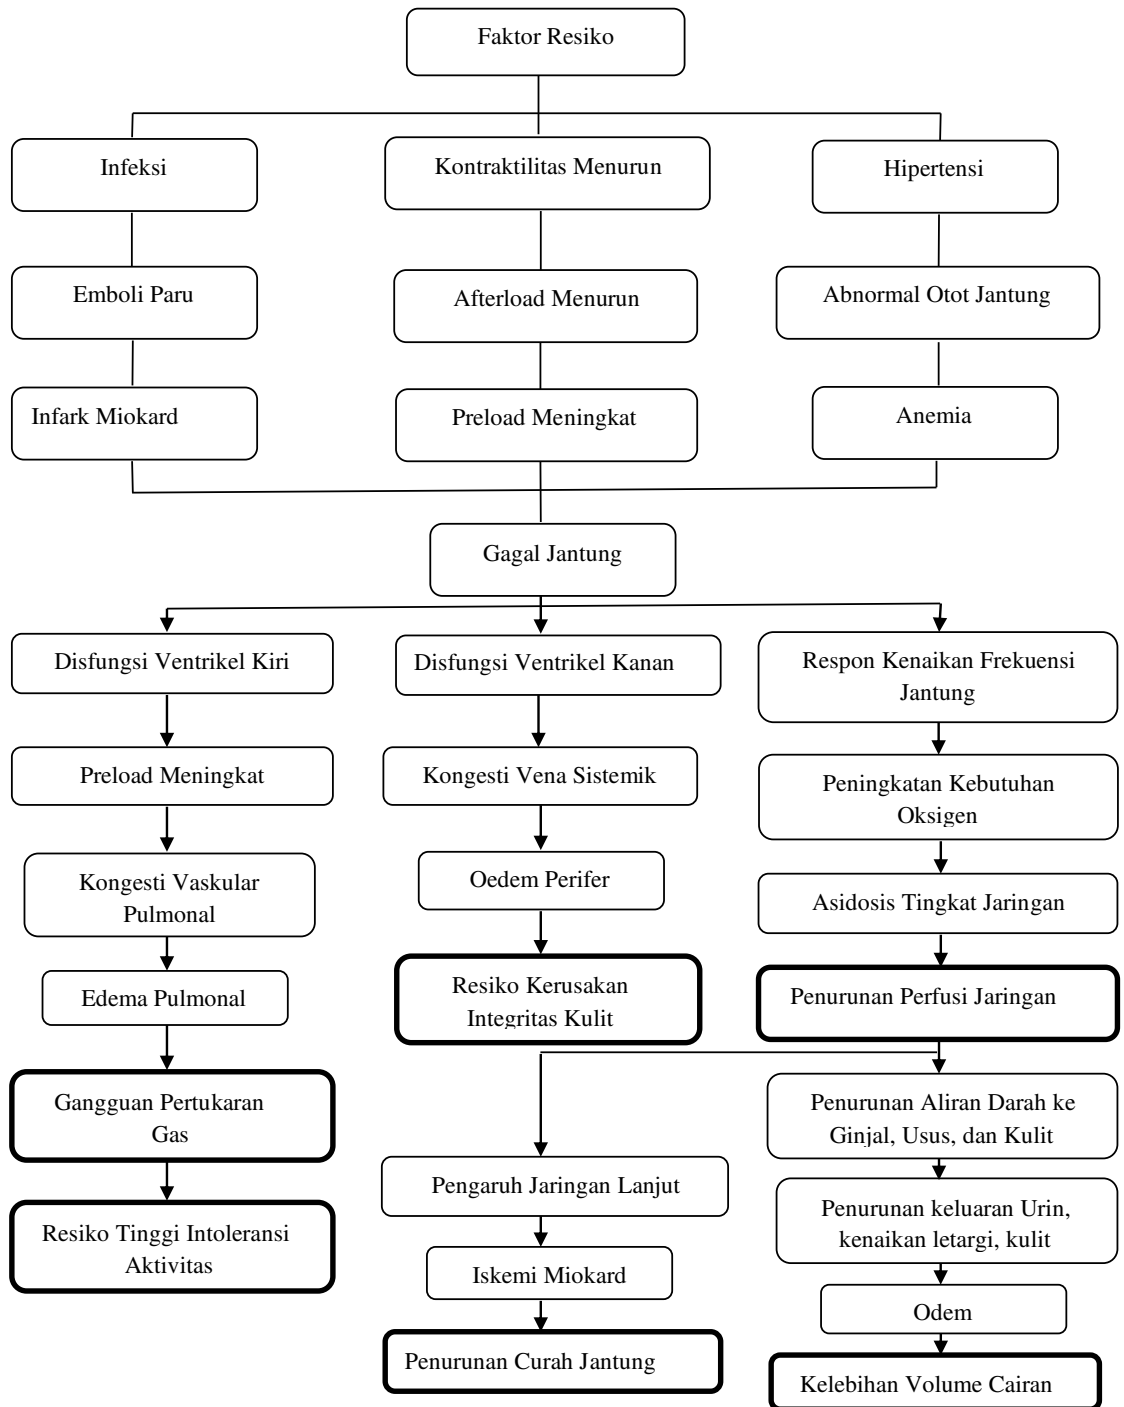 Faktor Resiko
Infeksi
Kontraktilitas Menurun
Hipertensi
Emboli Paru
Afterload Menurun
Abnormal Otot Jantung
Infark Miokard
Preload Meningkat
Anemia
Gagal Jantung
Disfungsi Ventrikel Kiri
Disfungsi Ventrikel Kanan
Respon Kenaikan Frekuensi
Jantung
Preload Meningkat
Kongesti Vena Sistemik
Peningkatan Kebutuhan
Oksigen
Kongesti Vaskular
Pulmonal
Oedem Perifer
Asidosis Tingkat Jaringan
Edema Pulmonal
Resiko Kerusakan
Integritas Kulit
Penurunan Perfusi Jaringan
Gangguan Pertukaran
Gas
Penurunan Aliran Darah ke
Ginjal, Usus, dan Kulit
Pengaruh Jaringan Lanjut
Penurunan keluaran Urin,
kenaikan letargi, kulit
Resiko Tinggi Intoleransi
Aktivitas
Iskemi Miokard
Odem
Penurunan Curah Jantung
Kelebihan Volume Cairan